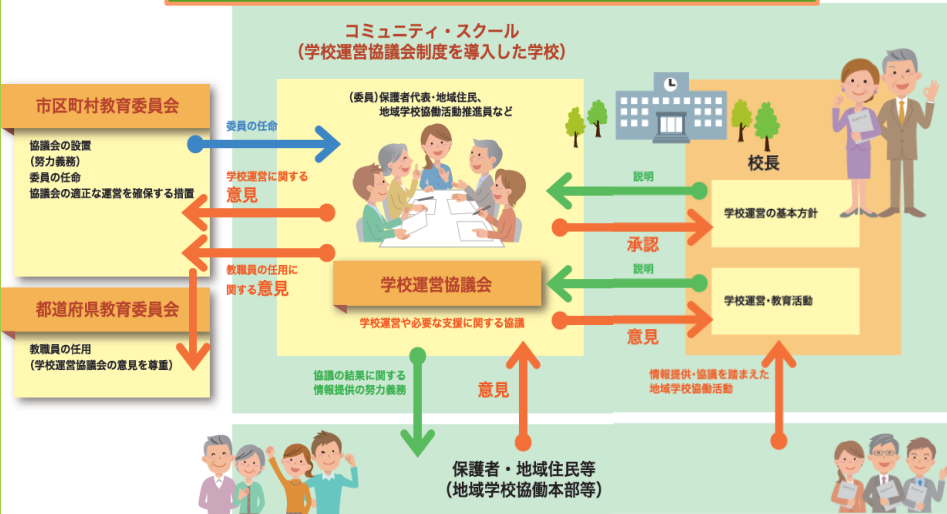 コミュニティ・スクール
(学校運営協議会制度を導入した学校)
市区町村教育委員会
協議会の設置
(努力義務)
委員の任命
協議会の適正な運営を確保する措置
都道府県教育委員会
教職員の任用
(学校運営協議会の意見を尊重)
委員の任命
学校運営に関する
意見
教職員の任用に
関する意見
(委員)保護者代表・地域住民、
地域学校協働活動推進員など
学校運営協議会
学校運営や必要な支援に関する協議
説明
承認
説明
意見
校長
学校運営の基本方針
学校運営・教育活動
協議の結果に関する
情報提供の努力義務
意見
情報提供・協議を踏まえた
地域学校協働活動
保護者・地域住民等
(地域学校協働本部等)